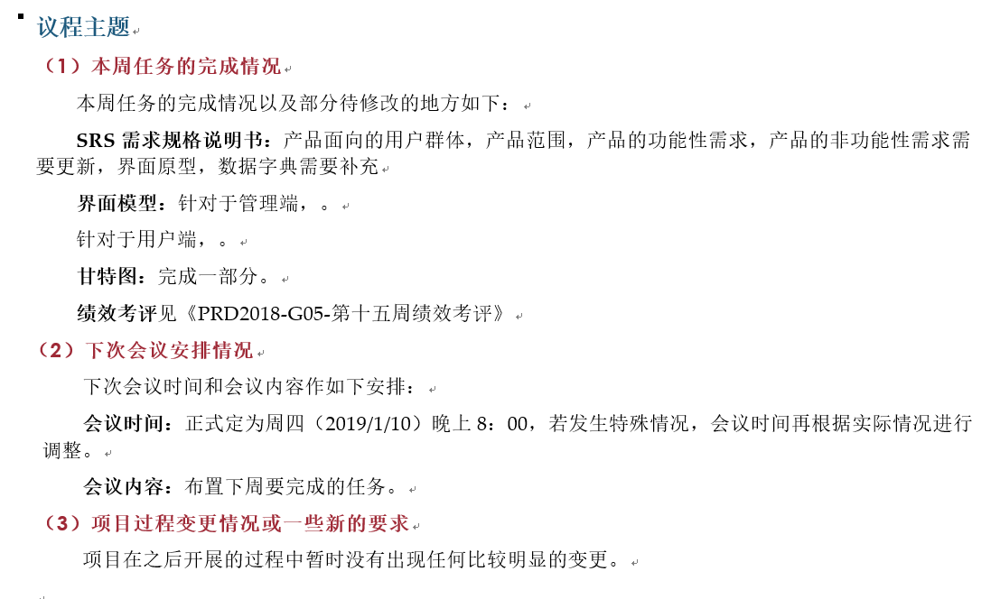 议程主题
（1）本周任务的完成情况
本周任务的完成情况以及部分待修改的地方如下：
SRS 需求规格说明书：产品面向的用户群体，产品范围，产品的功能性需求，产品的非功能性需求需
要更新，界面原型，数据字典需要补充
界面模型：针对于管理端，。
针对于用户端，。
甘特图：完成一部分。
绩效考评见《PRD2018-G05-第十五周绩效考评》
（2）下次会议安排情况
下次会议时间和会议内容作如下安排：
会议时间：正式定为周四（2019/1/10）晚上 8：00，若发生特殊情况，会议时间再根据实际情况进行
调整。
会议内容：布置下周要完成的任务。
（3）项目过程变更情况或一些新的要求
项目在之后开展的过程中暂时没有出现任何比较明显的变更。